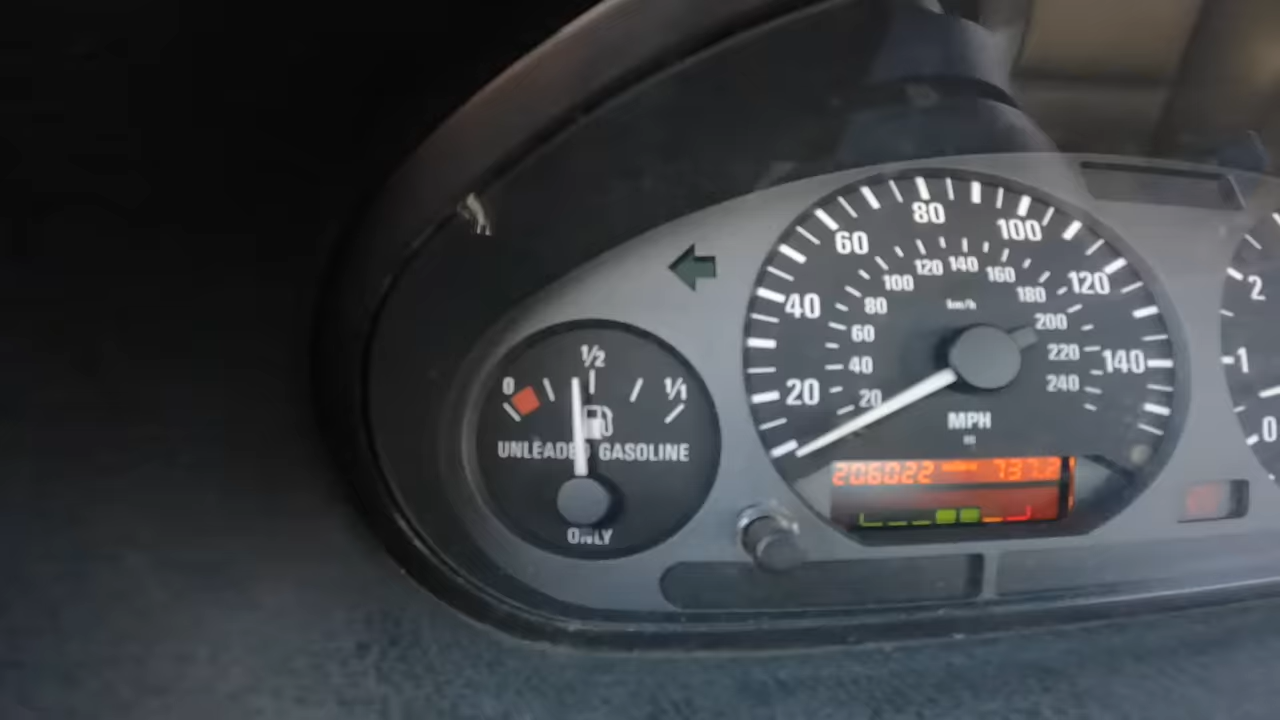 0 1/2 1/1
UNLEADED GASOLINE
ONLY
20 40 60 80 100 120 140
20 40 60 80 100 120 140 160 180 200 220 240
km/h
MPH
206022 miles 737.2
2
1
0